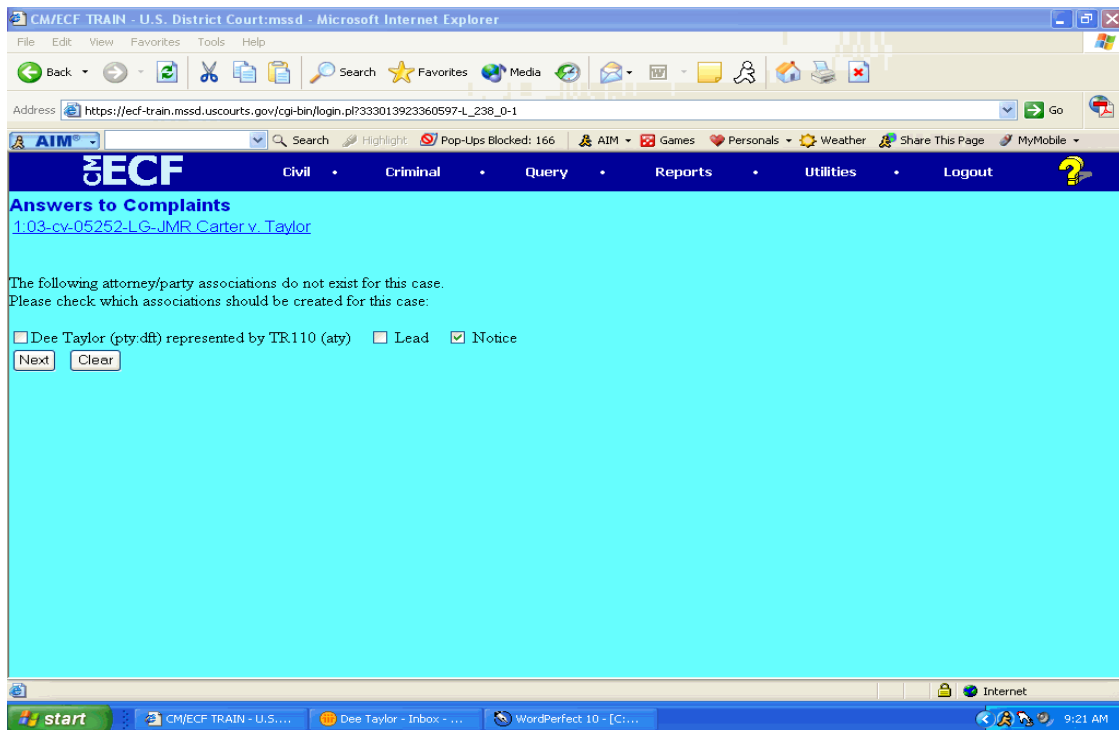 CM/ECF TRAIN - U.S. District Court:mssd - Microsoft Internet Explorer
File Edit View Favorites Tools Help
Back Search Favorites Media
Address https://ecf-train.mssd.uscourts.gov/cgi-bin/login.pl?333013923360597-L_238_0-1 Go
AIM® Search Highlight Pop-Ups Blocked: 166 AIM Games Personals Weather Share This Page MyMobile
CM ECF Civil • Criminal • Query • Reports • Utilities • Logout ?
Answers to Complaints
1:03-cv-05252-LG-JMR Carter v. Taylor
The following attorney/party associations do not exist for this case.
Please check which associations should be created for this case:
Dee Taylor (pty:dft) represented by TR110 (aty) Lead Notice
Next Clear
Internet
start CM/ECF TRAIN - U.S.... Dee Taylor - Inbox - ... WordPerfect 10 - [C:... 9:21 AM